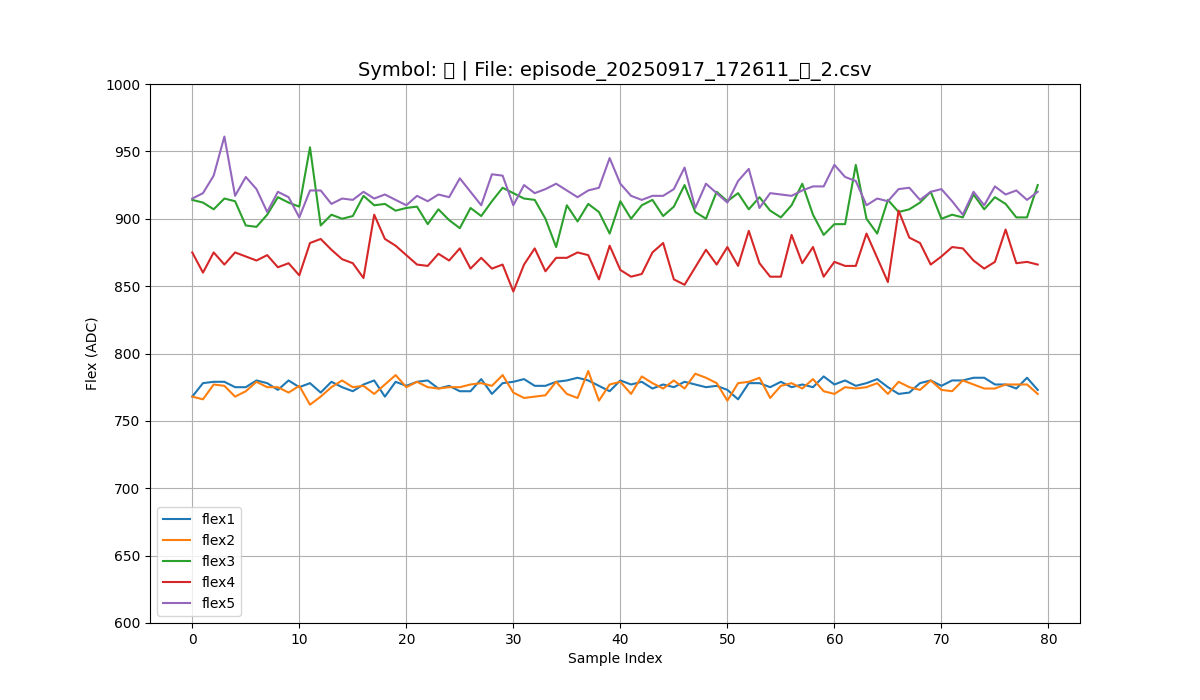 Symbol: | File: episode_20250917_172611_ _2.csv
1000
950
900
850
800
750
700
650
600
Flex (ADC)
flex1
flex2
flex3
flex4
flex5
0 10 20 30 40 50 60 70 80
Sample Index